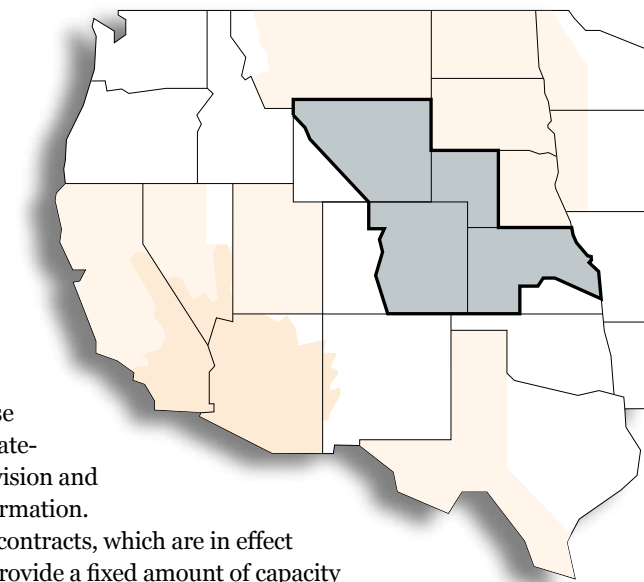 se
ate-
vision and
rmation.
contracts, which are in effect
rovide a fixed amount of capacity